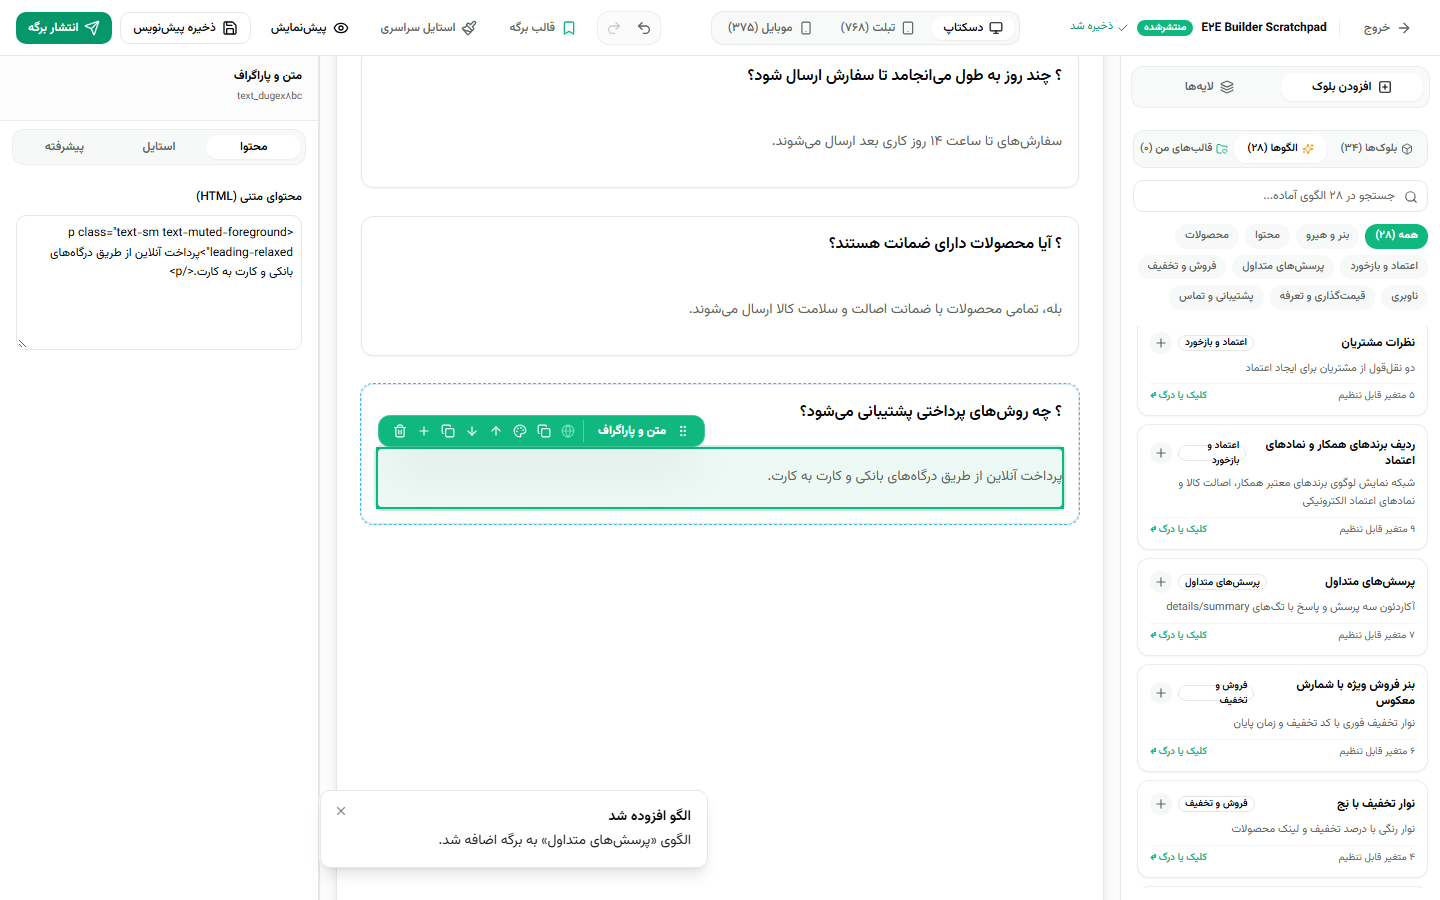 خروج
E۲E Builder Scratchpad
منتشرشده
ذخیره شد
دسکتاپ
تبلت (۷۶۸)
موبایل (۳۷۵)
قالب برگه
استایل سراسری
پیش‌نمایش
ذخیره پیش‌نویس
انتشار برگه
افزودن بلوک
لایه‌ها
بلوک‌ها (۳۴)
الگوها (۲۸)
قالب‌های من (۰)
جستجو در ۲۸ الگوی آماده...
همه (۲۸)
بنر و هیرو
محتوا
محصولات
اعتماد و بازخورد
پرسش‌های متداول
فروش و تخفیف
ناوبری
قیمت‌گذاری و تعرفه
پشتیبانی و تماس
نظرات مشتریان
اعتماد و بازخورد
دو نقل‌قول از مشتریان برای ایجاد اعتماد
۵ متغیر قابل تنظیم
کلیک یا درگ
ردیف برندهای همکار و نمادهای
اعتماد
اعتماد و
بازخورد
شبکه نمایش لوگوی برندهای معتبر همکار، اصالت کالا و
نمادهای اعتماد الکترونیکی
۹ متغیر قابل تنظیم
کلیک یا درگ
پرسش‌های متداول
پرسش‌های متداول
آکاردئون سه پرسش و پاسخ با تگ‌های details/summary
۷ متغیر قابل تنظیم
کلیک یا درگ
بنر فروش ویژه با شمارش
معکوس
فروش و
تخفیف
نوار تخفیف فوری با کد تخفیف و زمان پایان
۶ متغیر قابل تنظیم
کلیک یا درگ
نوار تخفیف با بَج
فروش و تخفیف
نوار رنگی با درصد تخفیف و لینک محصولات
۴ متغیر قابل تنظیم
کلیک یا درگ
؟ چند روز به طول می‌انجامد تا سفارش ارسال شود؟
سفارش‌های تا ساعت ۱۴ روز کاری بعد ارسال می‌شوند.
؟ آیا محصولات دارای ضمانت هستند؟
بله، تمامی محصولات با ضمانت اصالت و سلامت کالا ارسال می‌شوند.
؟ چه روش‌های پرداختی پشتیبانی می‌شود؟
متن و پاراگراف
پرداخت آنلاین از طریق درگاه‌های بانکی و کارت به کارت.
الگو افزوده شد
الگوی «پرسش‌های متداول» به برگه اضافه شد.
متن و پاراگراف
text_dugex۸bc
محتوا
استایل
پیشرفته
محتوای متنی (HTML)
<p class="text-sm text-muted-foreground
leading-relaxed">پرداخت آنلاین از طریق درگاه‌های
بانکی و کارت به کارت.</p>